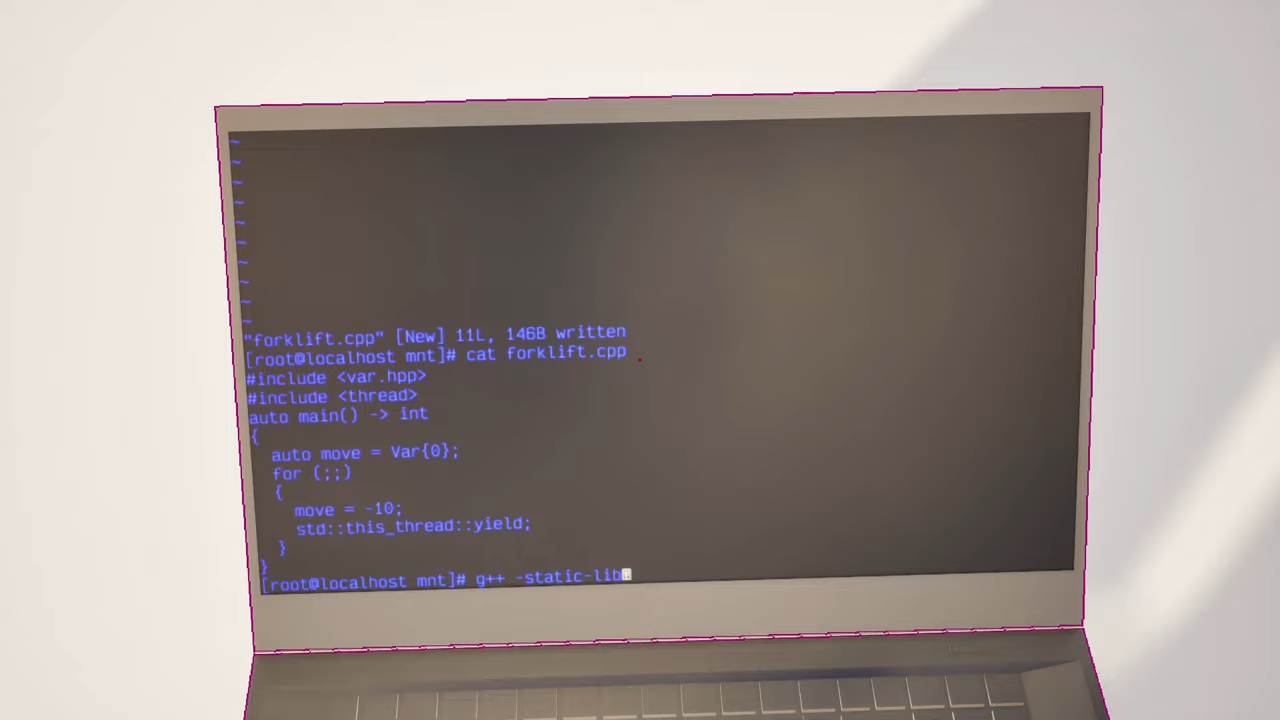 ~
~
~
~
~
~
~
~
~
~
"forklift.cpp" [New] 11L, 146B written
[root@localhost mnt]# cat forklift.cpp
#include <var.hpp>
#include <thread>
auto main() -> int
{
  auto move = Var{0};
  for (;;)
  {
    move = -10;
    std::this_thread::yield;
  }
}
[root@localhost mnt]# g++ -static-lib